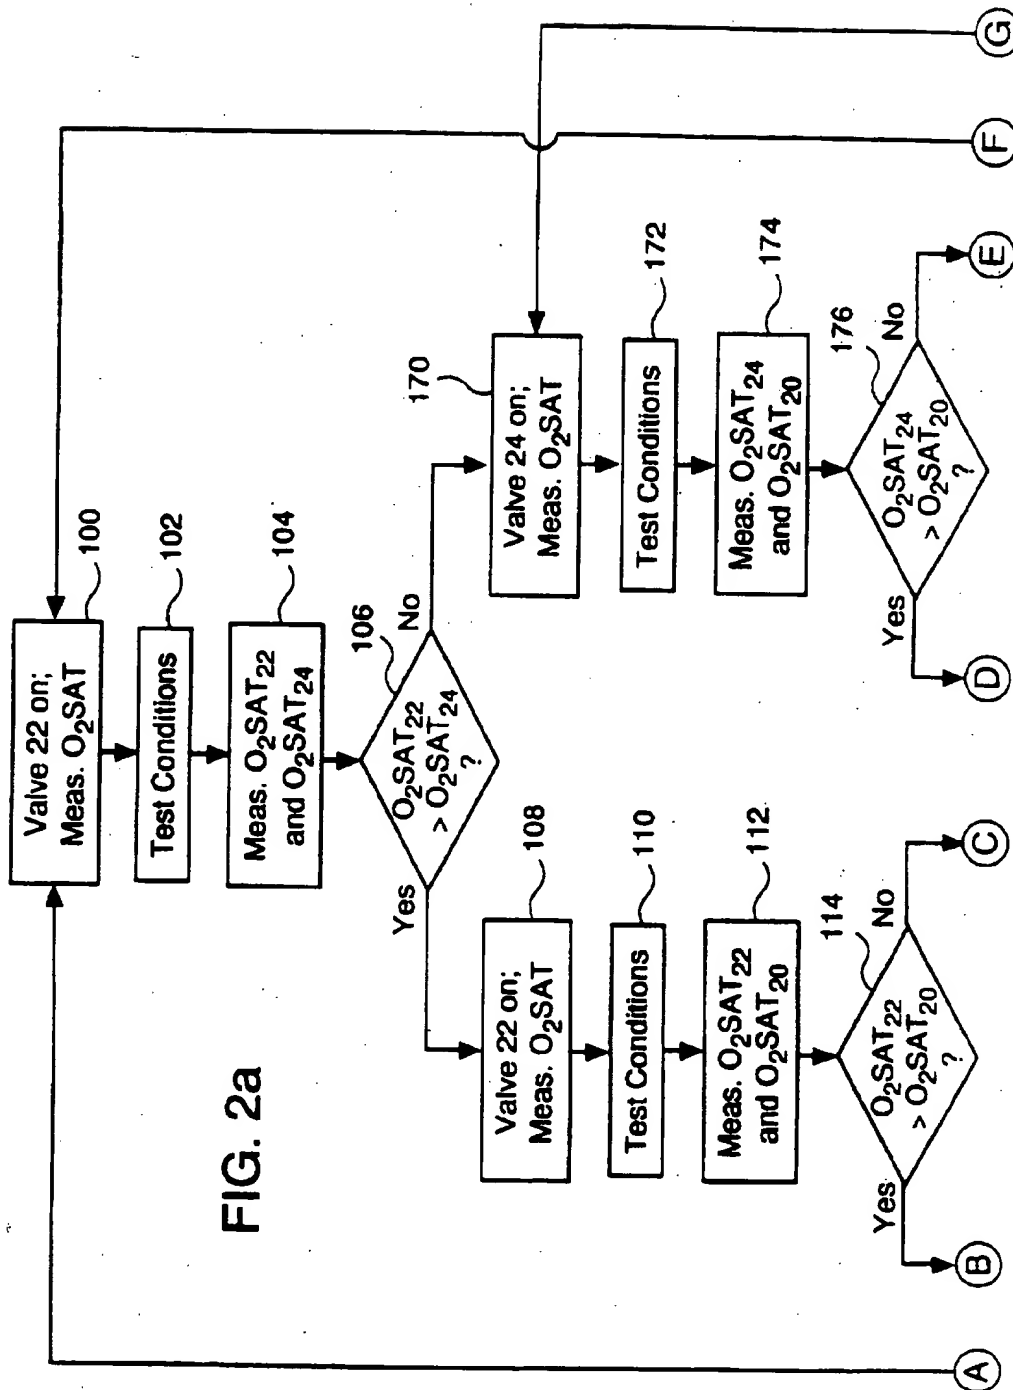 FIG. 2a
100
Valve 22 on;
Meas. O₂SAT
102
Test Conditions
104
Meas. O₂SAT₂₂
and O₂SAT₂₄
106
O₂SAT₂₂
> O₂SAT₂₄
?
Yes
No
108
Valve 22 on;
Meas. O₂SAT
110
Test Conditions
112
Meas. O₂SAT₂₂
and O₂SAT₂₀
114
O₂SAT₂₂
> O₂SAT₂₀
?
Yes
No
170
Valve 24 on;
Meas. O₂SAT
172
Test Conditions
174
Meas. O₂SAT₂₄
and O₂SAT₂₀
176
O₂SAT₂₄
> O₂SAT₂₀
?
Yes
No
A
B
C
D
E
F
G